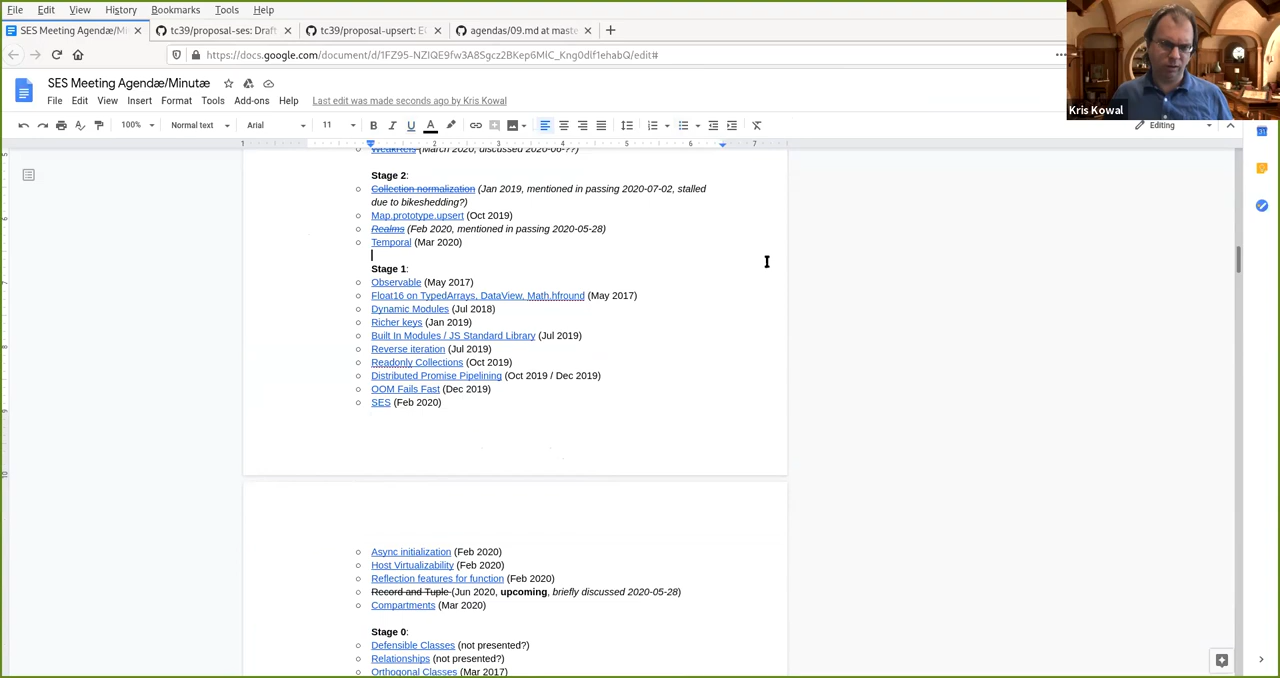 File Edit View History Bookmarks Tools Help
SES Meeting Agendæ/Mi
tc39/proposal-ses: Draft
tc39/proposal-upsert: E
agendas/09.md at maste
https://docs.google.com/document/d/1FZ95-NZIQE9fw3A8Sgcz2BKep6MlC_Kng0dlf1ehabQ/edit#
Kris Kowal
SES Meeting Agendæ/Minutæ
File Edit View Insert Format Tools Add-ons Help Last edit was made seconds ago by Kris Kowal
100% Normal text Arial 11 Editing
1 2 3 4 5 6 7
WeakRefs (March 2020, discussed 2020-06-??)
Stage 2:
Collection normalization (Jan 2019, mentioned in passing 2020-07-02, stalled
due to bikeshedding?)
Map.prototype.upsert (Oct 2019)
Realms (Feb 2020, mentioned in passing 2020-05-28)
Temporal (Mar 2020)
Stage 1:
Observable (May 2017)
Float16 on TypedArrays, DataView, Math.hfround (May 2017)
Dynamic Modules (Jul 2018)
Richer keys (Jan 2019)
Built In Modules / JS Standard Library (Jul 2019)
Reverse iteration (Jul 2019)
Readonly Collections (Oct 2019)
Distributed Promise Pipelining (Oct 2019 / Dec 2019)
OOM Fails Fast (Dec 2019)
SES (Feb 2020)
Async initialization (Feb 2020)
Host Virtualizability (Feb 2020)
Reflection features for function (Feb 2020)
Record and Tuple (Jun 2020, upcoming, briefly discussed 2020-05-28)
Compartments (Mar 2020)
Stage 0:
Defensible Classes (not presented?)
Relationships (not presented?)
Orthogonal Classes (Mar 2017)